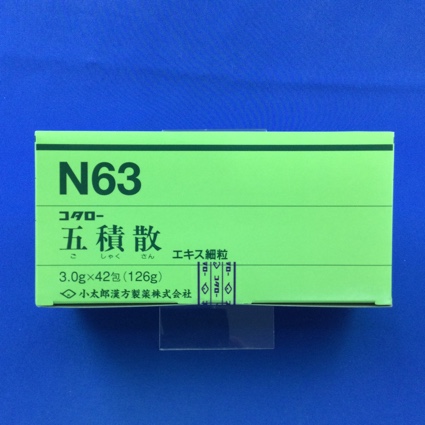 N63
コタロー
五積散
ご しゃく さん
エキス細粒
3.0g×42包(126g)
小太郎漢方製薬株式会社